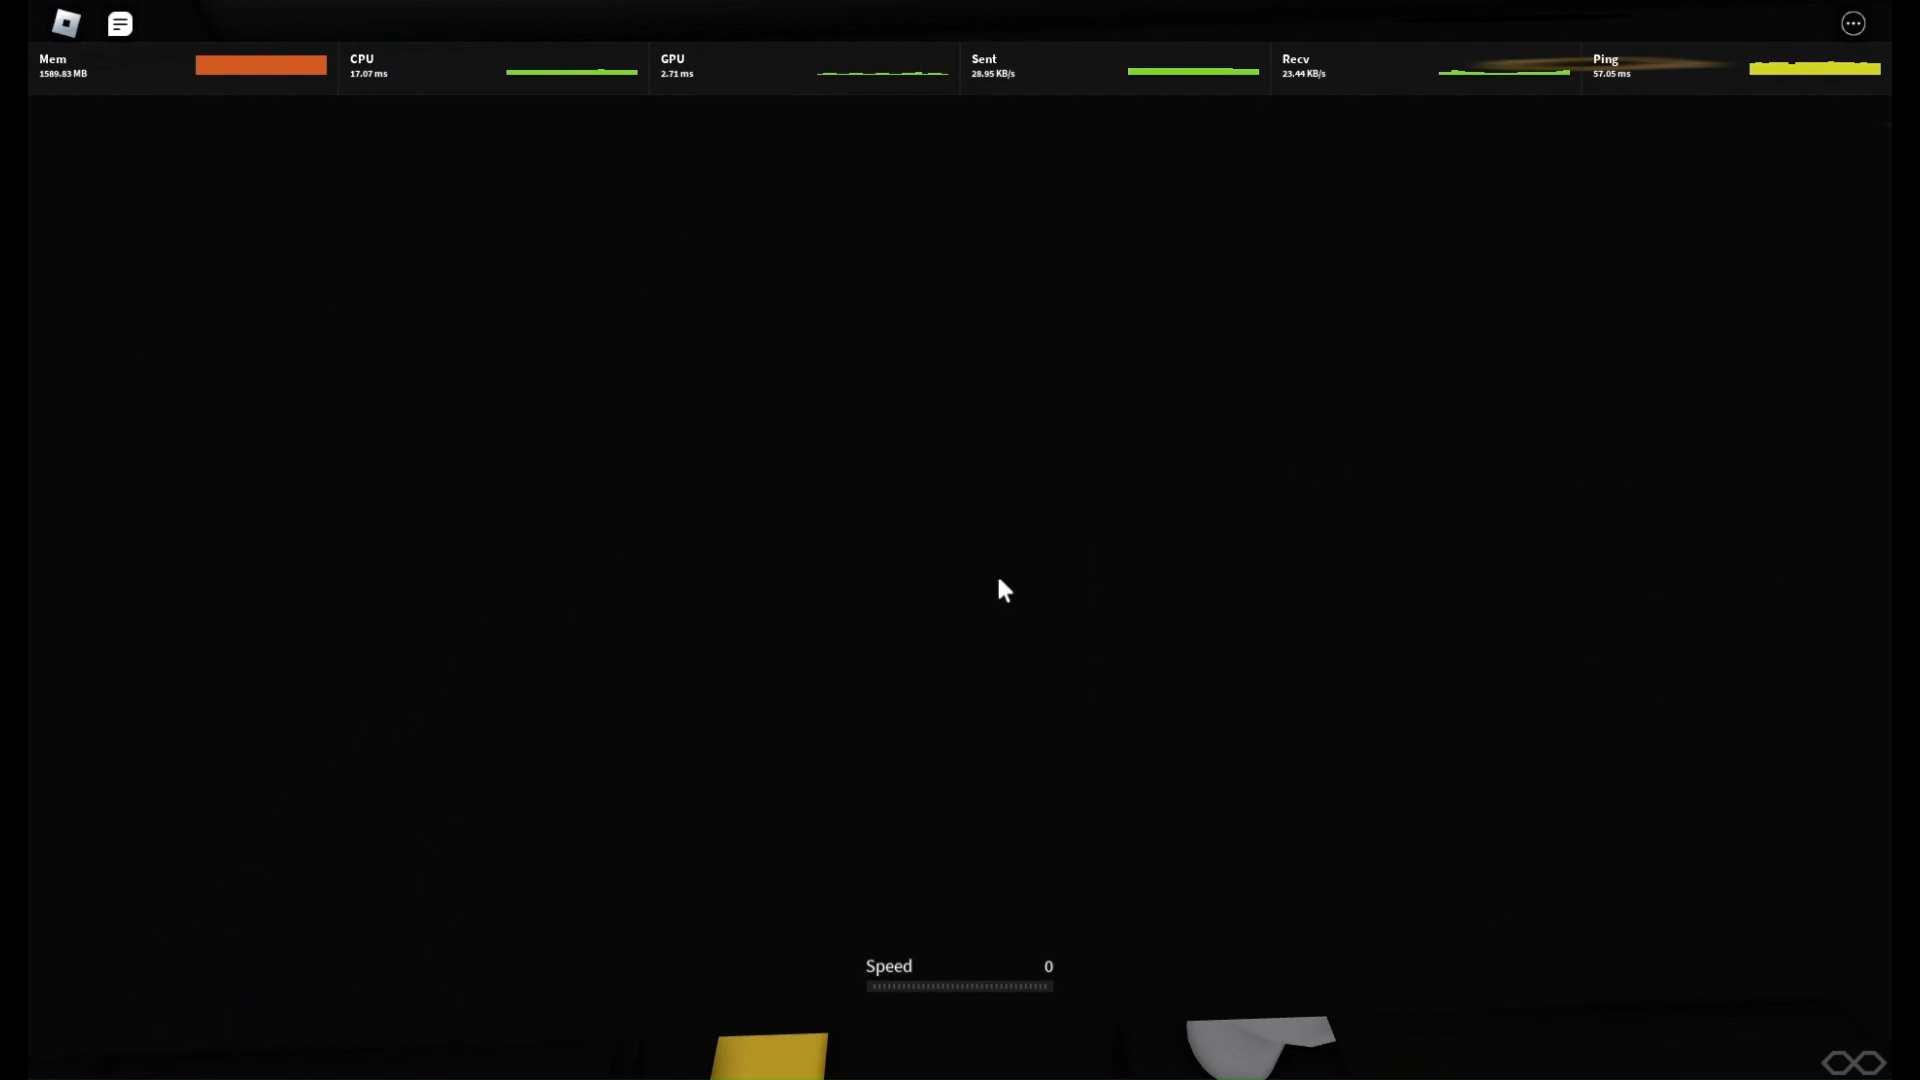 Mem
1589.83 MB
CPU
17.07 ms
GPU
2.71 ms
Sent
28.95 KB/s
Recv
23.44 KB/s
Ping
57.05 ms
Speed 0